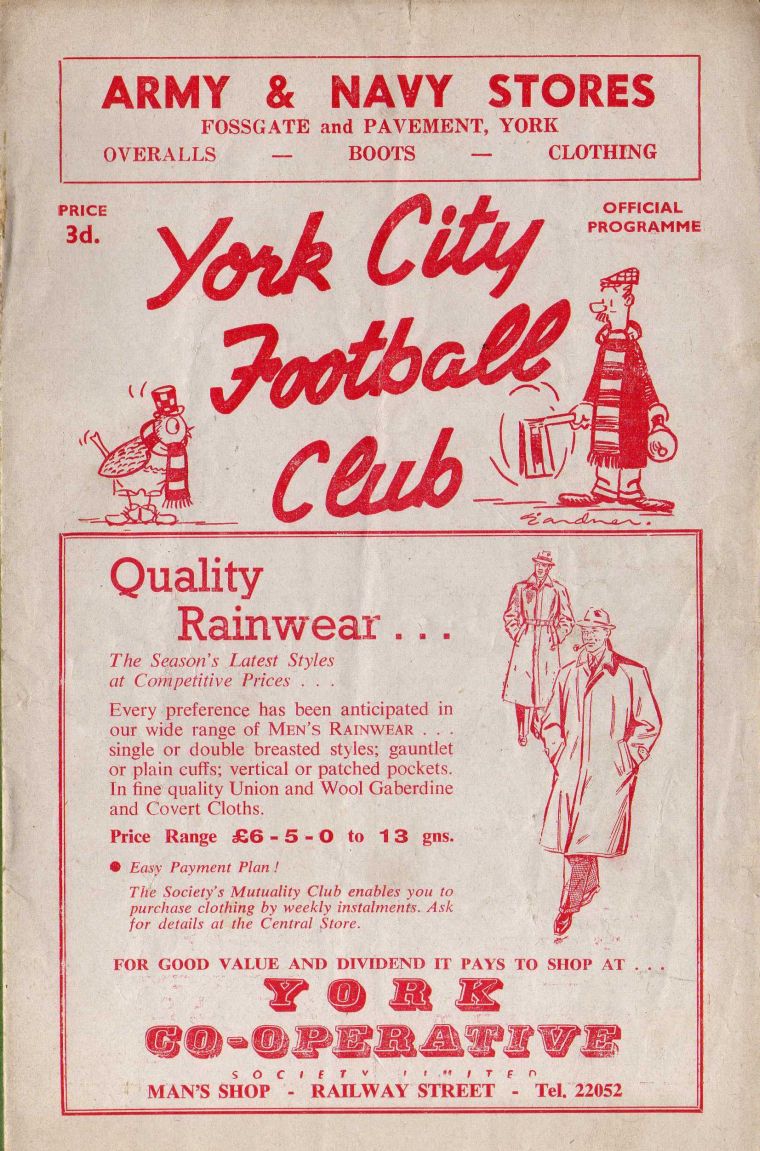 ARMY & NAVY STORES
FOSSGATE and PAVEMENT, YORK
OVERALLS — BOOTS — CLOTHING
PRICE
3d.
OFFICIAL
PROGRAMME
York City
Football
Club
Gardner.
Quality
Rainwear . . .
The Season's Latest Styles
at Competitive Prices . . .
Every preference has been anticipated in
our wide range of MEN'S RAINWEAR . . .
single or double breasted styles; gauntlet
or plain cuffs; vertical or patched pockets.
In fine quality Union and Wool Gaberdine
and Covert Cloths.
Price Range £6 - 5 - 0 to 13 gns.
● Easy Payment Plan !
The Society's Mutuality Club enables you to
purchase clothing by weekly instalments. Ask
for details at the Central Store.
FOR GOOD VALUE AND DIVIDEND IT PAYS TO SHOP AT . . .
YORK
CO-OPERATIVE
SOCIETY LIMITED
MAN'S SHOP - RAILWAY STREET - Tel. 22052